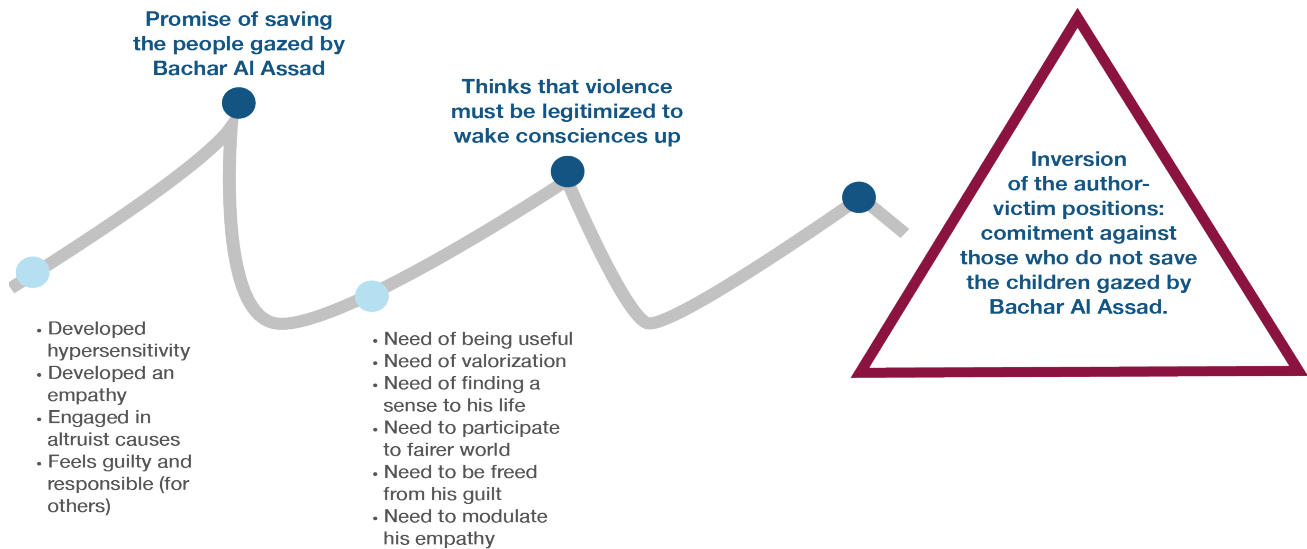 Promise of saving
the people gazed by
Bachar Al Assad
Thinks that violence
must be legitimized to
wake consciences up
Inversion
of the author-
victim positions:
comitment against
those who do not save
the children gazed by
Bachar Al Assad.
• Developed
hypersensitivity
• Developed an
empathy
• Engaged in
altruist causes
• Feels guilty and
responsible (for
others)
• Need of being useful
• Need of valorization
• Need of finding a
sense to his life
• Need to participate
to fairer world
• Need to be freed
from his guilt
• Need to modulate
his empathy